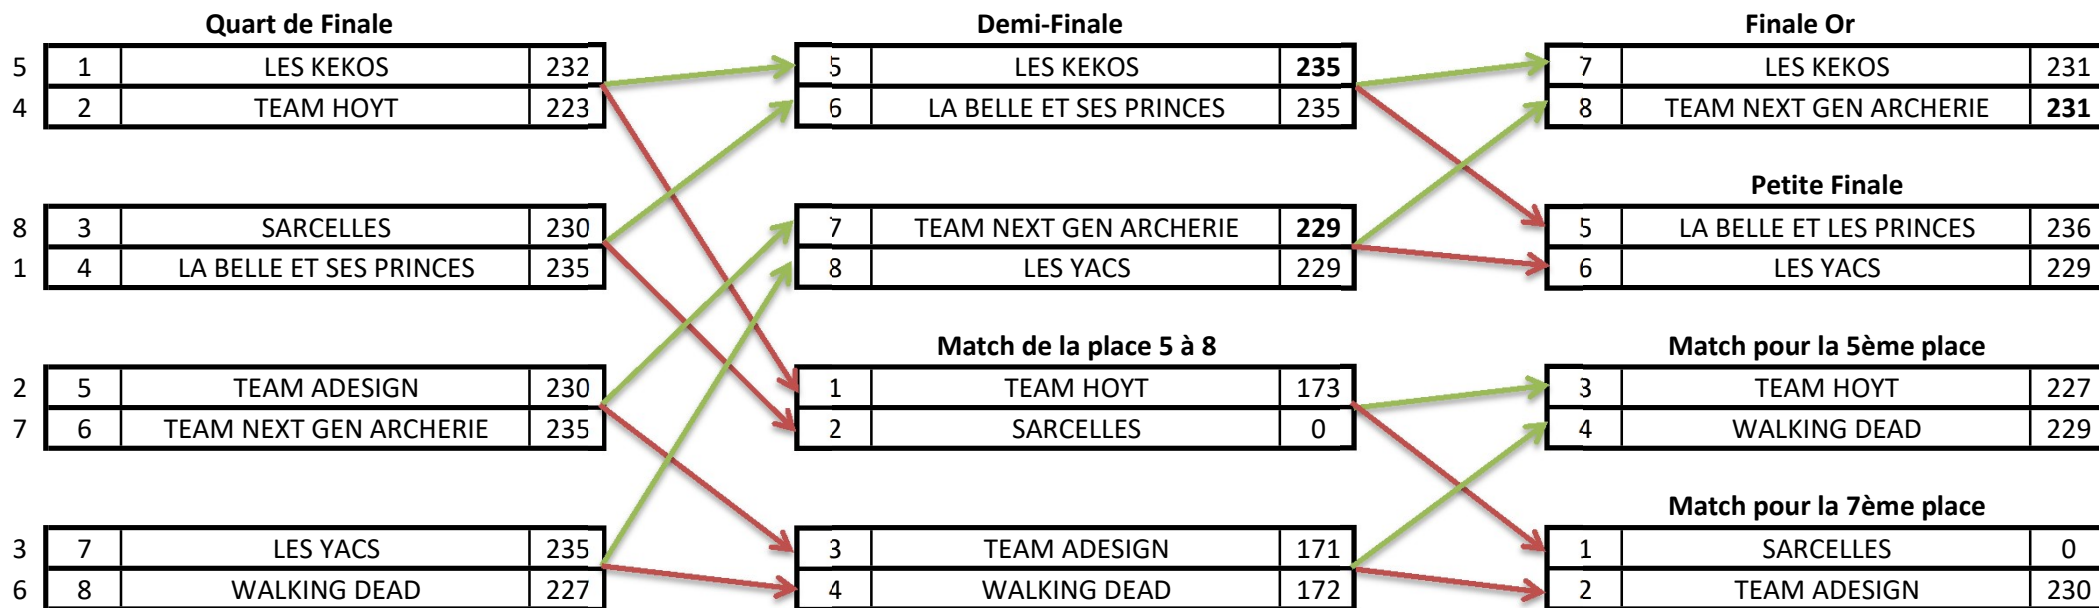 Quart de Finale Demi-Finale Finale Or
5 1 LES KEKOS 232 5 LES KEKOS 235 7 LES KEKOS 231
4 2 TEAM HOYT 223 6 LA BELLE ET SES PRINCES 235 8 TEAM NEXT GEN ARCHERIE 231
Petite Finale
8 3 SARCELLES 230 7 TEAM NEXT GEN ARCHERIE 229 5 LA BELLE ET LES PRINCES 236
1 4 LA BELLE ET SES PRINCES 235 8 LES YACS 229 6 LES YACS 229
Match de la place 5 à 8 Match pour la 5ème place
2 5 TEAM ADESIGN 230 1 TEAM HOYT 173 3 TEAM HOYT 227
7 6 TEAM NEXT GEN ARCHERIE 235 2 SARCELLES 0 4 WALKING DEAD 229
Match pour la 7ème place
3 7 LES YACS 235 3 TEAM ADESIGN 171 1 SARCELLES 0
6 8 WALKING DEAD 227 4 WALKING DEAD 172 2 TEAM ADESIGN 230